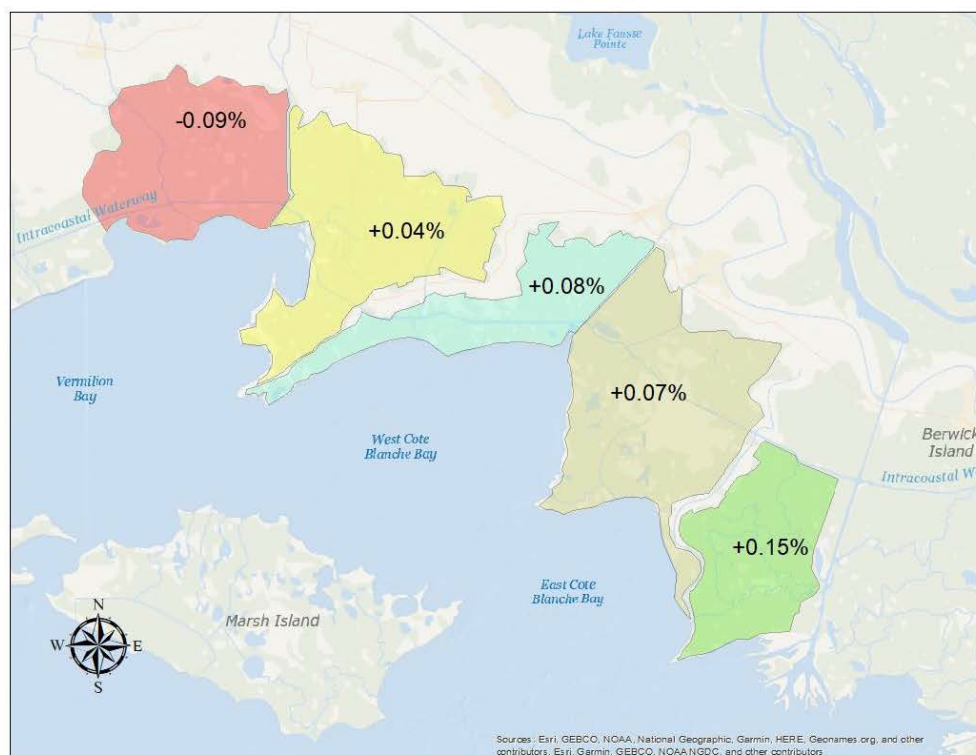 Lake Fausse
Pointe
-0.09%
Intracoastal Waterway
+0.04%
+0.08%
Vermilion
Bay
+0.07%
West Cote
Blanche Bay
Berwick
Island
Intracoastal W
+0.15%
East Cote
Blanche Bay
Marsh Island
N
W
E
S
Sources: Esri, GEBCO, NOAA, National Geographic, Garmin, HERE, Geonames.org, and other
contributors, Esri, Garmin, GEBCO, NOAA NGDC, and other contributors